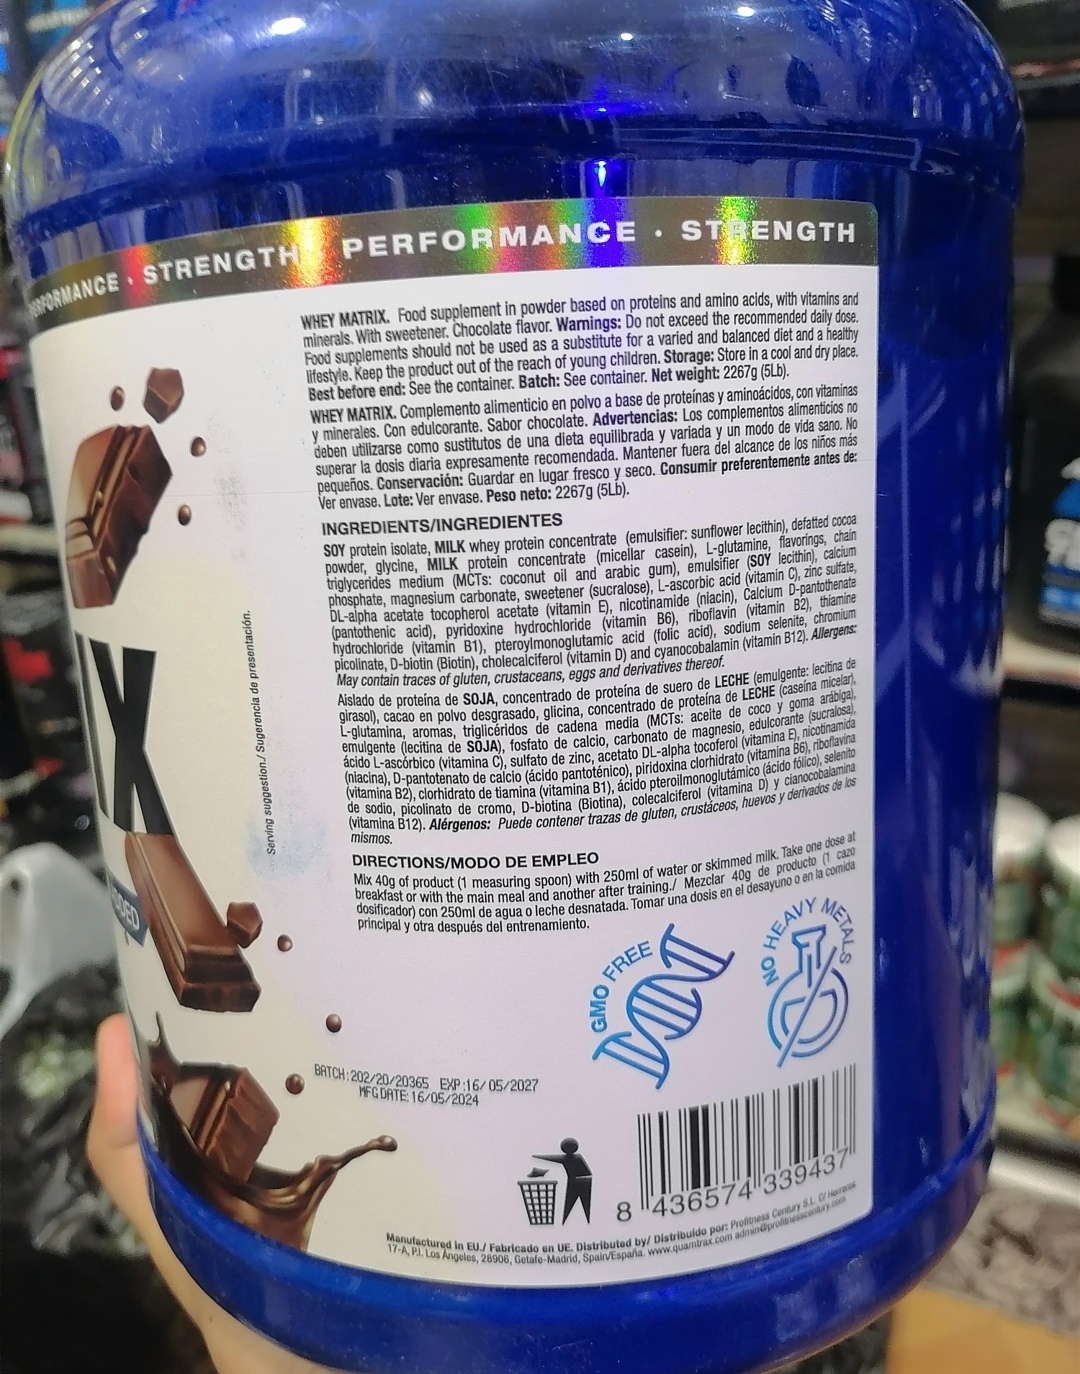 PERFORMANCE · STRENGTH PERFORMANCE · STRENGTH
WHEY MATRIX. Food supplement in powder based on proteins and amino acids, with vitamins and
minerals. With sweetener. Chocolate flavor. Warnings: Do not exceed the recommended daily dose.
Food supplements should not be used as a substitute for a varied and balanced diet and a healthy
lifestyle. Keep the product out of the reach of young children. Storage: Store in a cool and dry place.
Best before end: See the container. Batch: See container. Net weight: 2267g (5Lb).
WHEY MATRIX. Complemento alimenticio en polvo a base de proteínas y aminoácidos, con vitaminas
y minerales. Con edulcorante. Sabor chocolate. Advertencias: Los complementos alimenticios no
deben utilizarse como sustitutos de una dieta equilibrada y variada y un modo de vida sano. No
superar la dosis diaria expresamente recomendada. Mantener fuera del alcance de los niños más
pequeños. Conservación: Guardar en lugar fresco y seco. Consumir preferentemente antes de:
Ver envase. Lote: Ver envase. Peso neto: 2267g (5Lb).
INGREDIENTS/INGREDIENTES
SOY protein isolate, MILK whey protein concentrate (emulsifier: sunflower lecithin), defatted cocoa
powder, glycine, MILK protein concentrate (micellar casein), L-glutamine, flavorings, chain
triglycerides medium (MCTs: coconut oil and arabic gum), emulsifier (SOY lecithin), calcium
phosphate, magnesium carbonate, sweetener (sucralose), L-ascorbic acid (vitamin C), zinc sulfate,
DL-alpha acetate tocopherol acetate (vitamin E), nicotinamide (niacin), Calcium D-pantothenate
(pantothenic acid), pyridoxine hydrochloride (vitamin B6), riboflavin (vitamin B2), thiamine
hydrochloride (vitamin B1), pteroylmonoglutamic acid (folic acid), sodium selenite, chromium
picolinate, D-biotin (Biotin), cholecalciferol (vitamin D) and cyanocobalamin (vitamin B12). Allergens:
May contain traces of gluten, crustaceans, eggs and derivatives thereof.
Aislado de proteína de SOJA, concentrado de proteína de suero de LECHE (emulgente: lecitina de
girasol), cacao en polvo desgrasado, glicina, concentrado de proteína de LECHE (caseína micelar),
L-glutamina, aromas, triglicéridos de cadena media (MCTs: aceite de coco y goma arábiga),
emulgente (lecitina de SOJA), fosfato de calcio, carbonato de magnesio, edulcorante (sucralosa),
ácido L-ascórbico (vitamina C), sulfato de zinc, acetato DL-alpha tocoferol (vitamina E), nicotinamida
(niacina), D-pantotenato de calcio (ácido pantoténico), piridoxina clorhidrato (vitamina B6), riboflavina
(vitamina B2), clorhidrato de tiamina (vitamina B1), ácido pteroilmonoglutámico (ácido fólico), selenito
de sodio, picolinato de cromo, D-biotina (Biotina), colecalciferol (vitamina D) y cianocobalamina
(vitamina B12). Alérgenos: Puede contener trazas de gluten, crustáceos, huevos y derivados de los
mismos.
DIRECTIONS/MODO DE EMPLEO
Mix 40g of product (1 measuring spoon) with 250ml of water or skimmed milk. Take one dose at
breakfast or with the main meal and another after training./ Mezclar 40g de producto (1 cazo
dosificador) con 250ml de agua o leche desnatada. Tomar una dosis en el desayuno o en la comida
principal y otra después del entrenamiento.
Serving suggestion./ Sugerencia de presentación.
IX
GMO FREE
NO HEAVY METALS
BATCH:202/20/20365 EXP:16/05/2027
MFG DATE:16/05/2024
8 436574 339437
Manufactured in EU./ Fabricado en UE. Distributed by/ Distribuido por: Profitness Century S.L. C/ Herreros
17-A, P.I. Los Ángeles, 28906, Getafe-Madrid, Spain/España. www.quamtrax.com admin@profitnesscentury.com